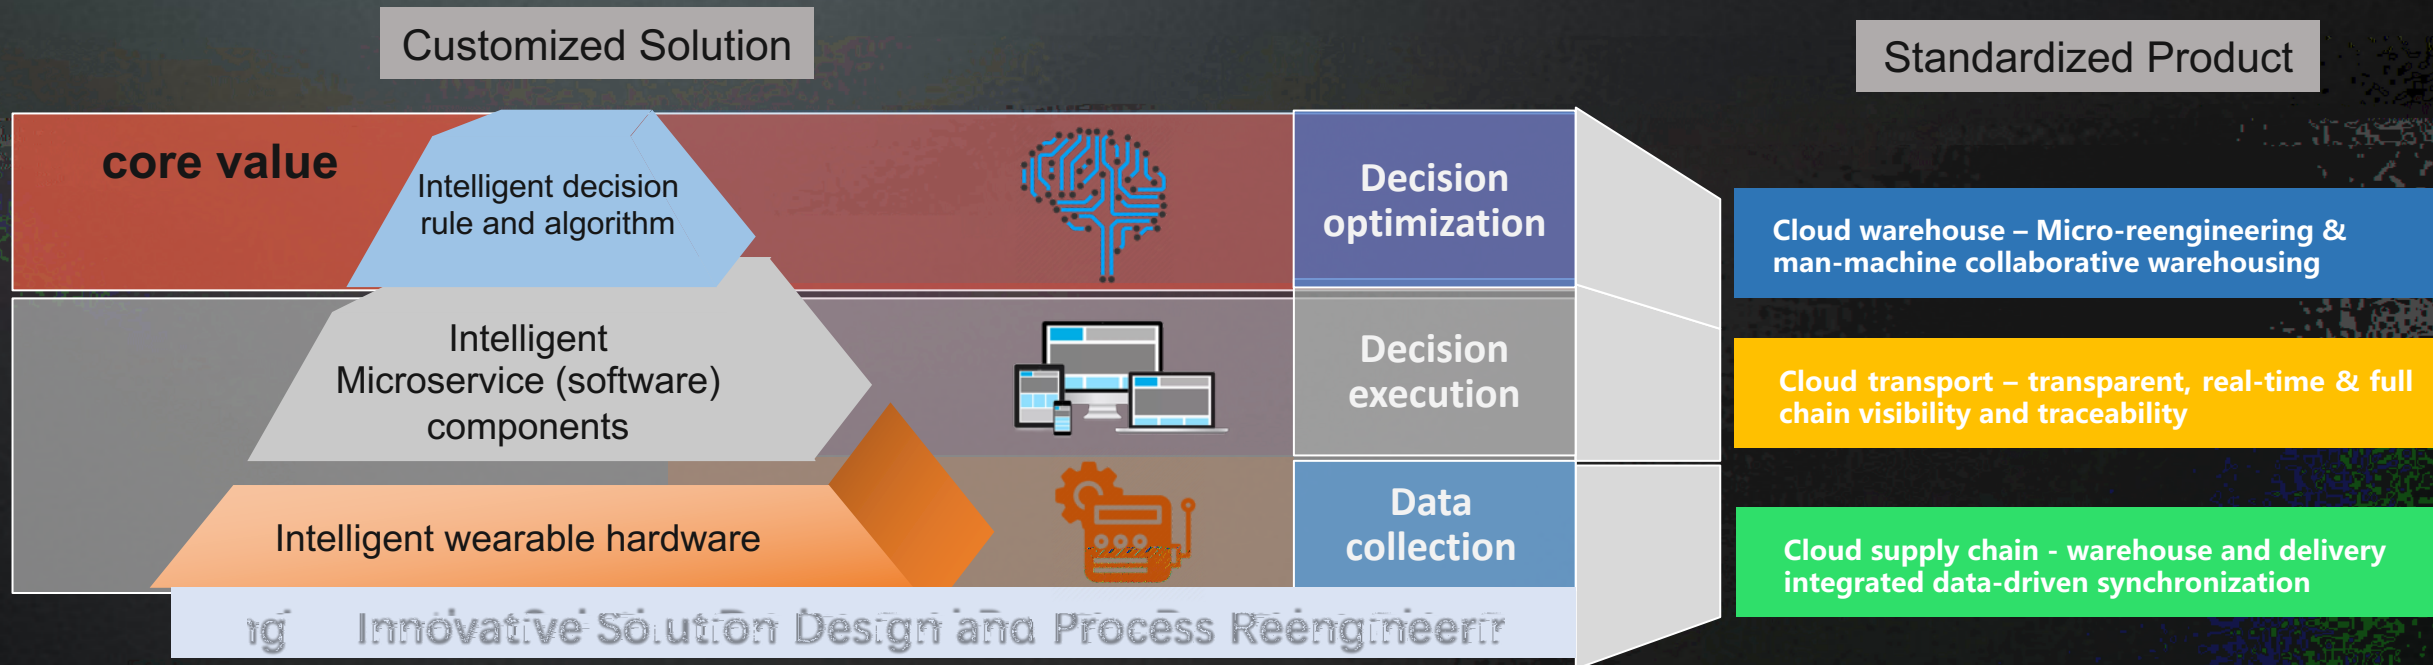 Customized Solution
Standardized Product
core value
Intelligent decision
rule and algorithm
Decision
optimization
Cloud warehouse – Micro-reengineering &
man-machine collaborative warehousing
Intelligent
Microservice (software)
components
Decision
execution
Cloud transport – transparent, real-time & full
chain visibility and traceability
Intelligent wearable hardware
Data
collection
Cloud supply chain - warehouse and delivery
integrated data-driven synchronization
Innovative Solution Design and Process